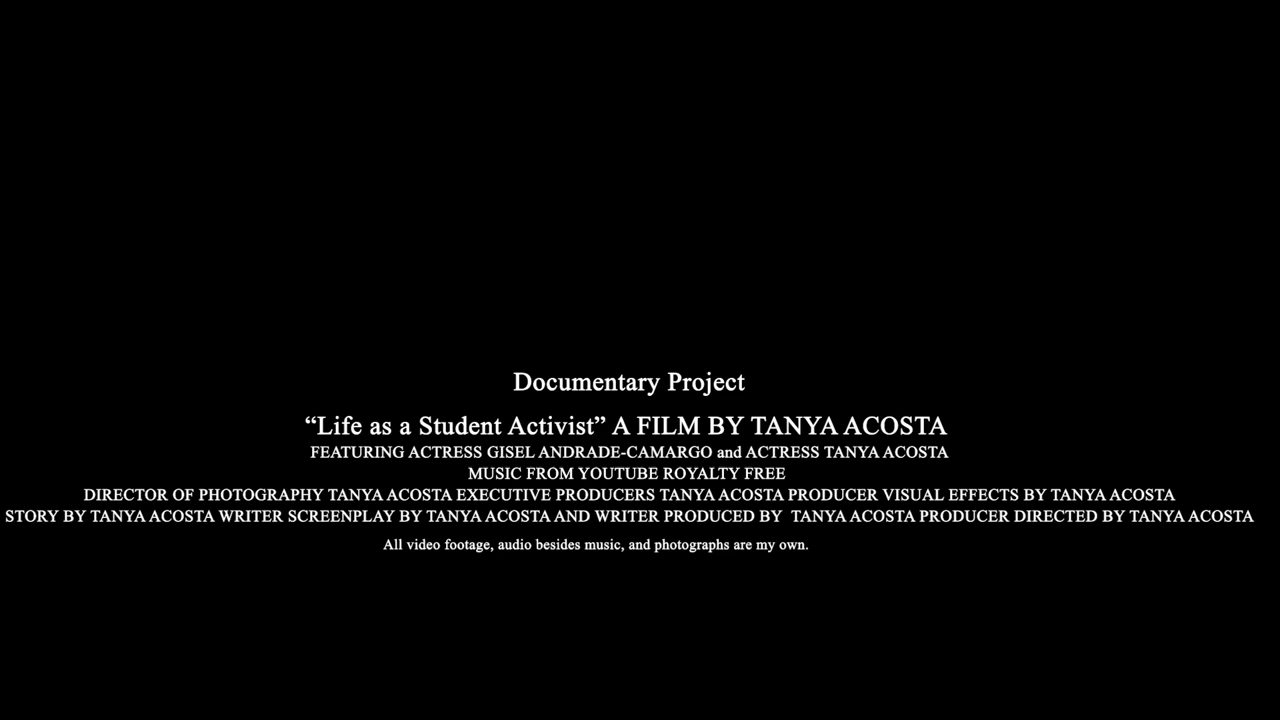 Documentary Project
“Life as a Student Activist” A FILM BY TANYA ACOSTA
FEATURING ACTRESS GISEL ANDRADE-CAMARGO and ACTRESS TANYA ACOSTA
MUSIC FROM YOUTUBE ROYALTY FREE
DIRECTOR OF PHOTOGRAPHY TANYA ACOSTA EXECUTIVE PRODUCERS TANYA ACOSTA PRODUCER VISUAL EFFECTS BY TANYA ACOSTA
STORY BY TANYA ACOSTA WRITER SCREENPLAY BY TANYA ACOSTA AND WRITER PRODUCED BY  TANYA ACOSTA PRODUCER DIRECTED BY TANYA ACOSTA
All video footage, audio besides music, and photographs are my own.